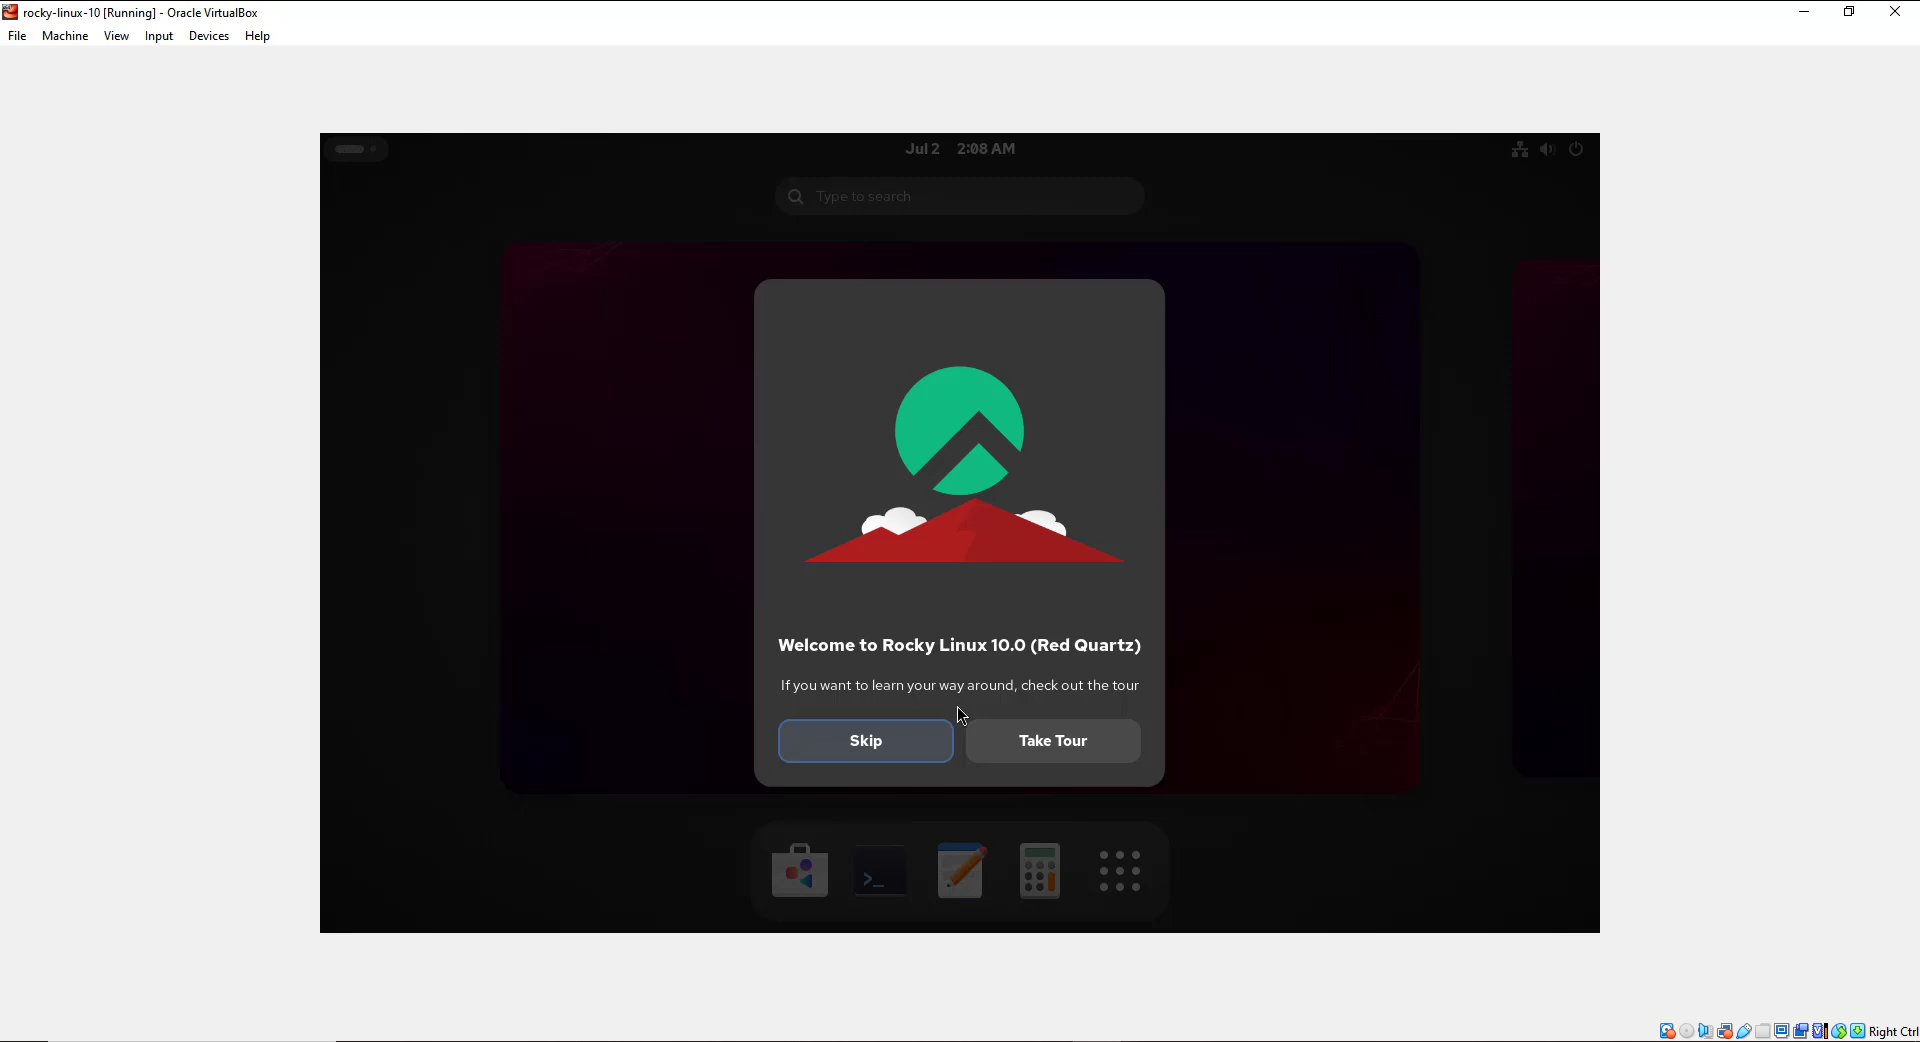 rocky-linux-10 [Running] - Oracle VirtualBox
File Machine View Input Devices Help
Jul 2 2:08 AM
Type to search
Welcome to Rocky Linux 10.0 (Red Quartz)
If you want to learn your way around, check out the tour
Skip Take Tour
>_
Right Ctrl